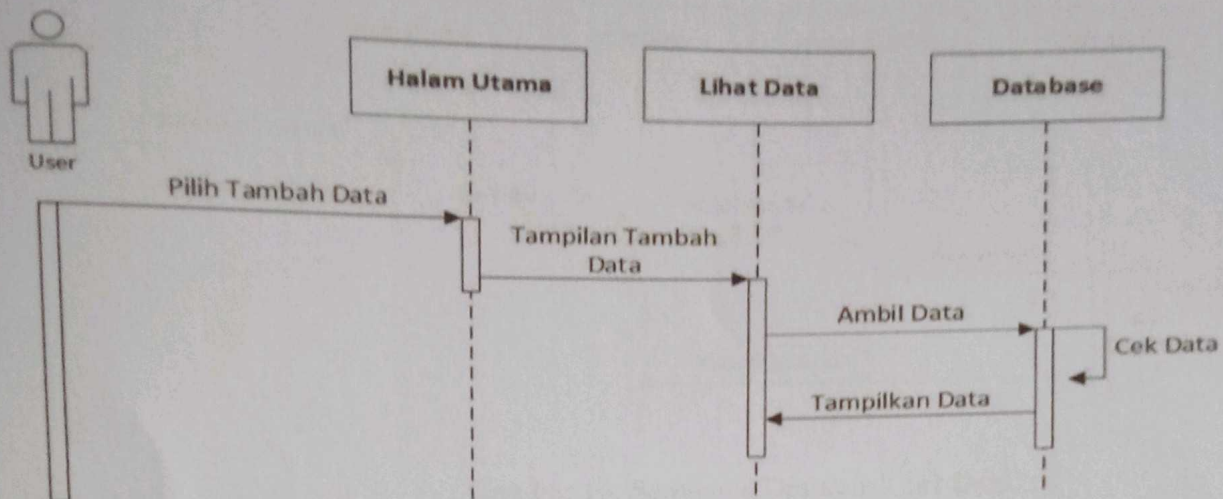 Halam Utama
Lihat Data
Database
User
Pilih Tambah Data
Tampilan Tambah
Data
Ambil Data
Cek Data
Tampilkan Data